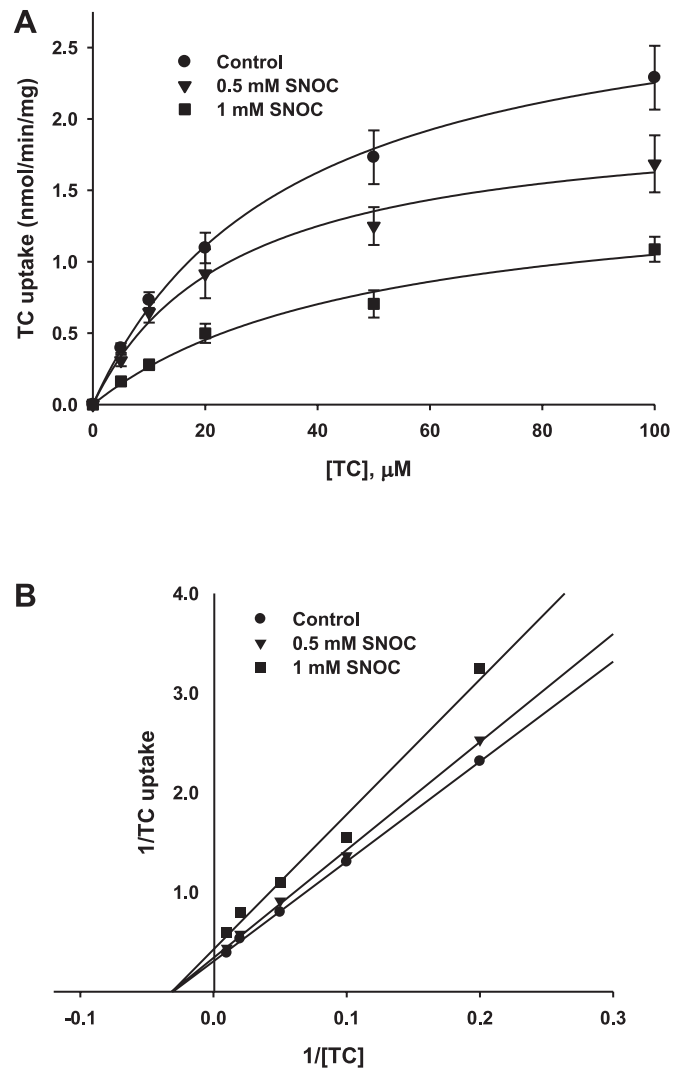 A
Control
0.5 mM SNOC
1 mM SNOC
TC uptake (nmol/min/mg)
2.5
2.0
1.5
1.0
0.5
0.0
0 20 40 60 80 100
[TC], μM
B
Control
0.5 mM SNOC
1 mM SNOC
1/TC uptake
4.0
3.0
2.0
1.0
-0.1 0.0 0.1 0.2 0.3
1/[TC]